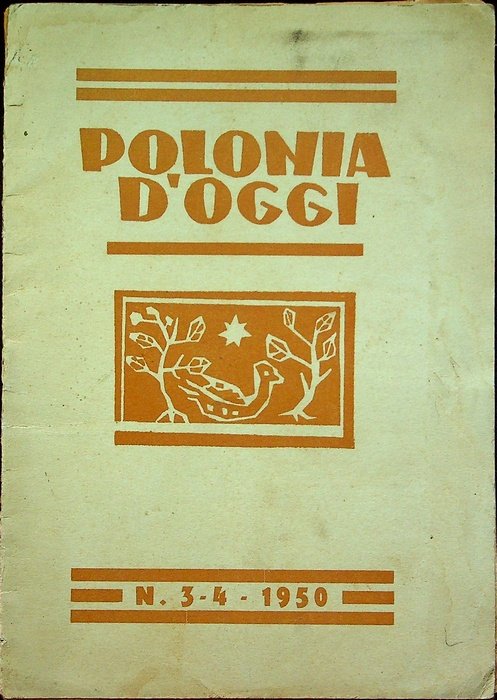 POLONIA
D'OGGI
N. 3-4 - 1950